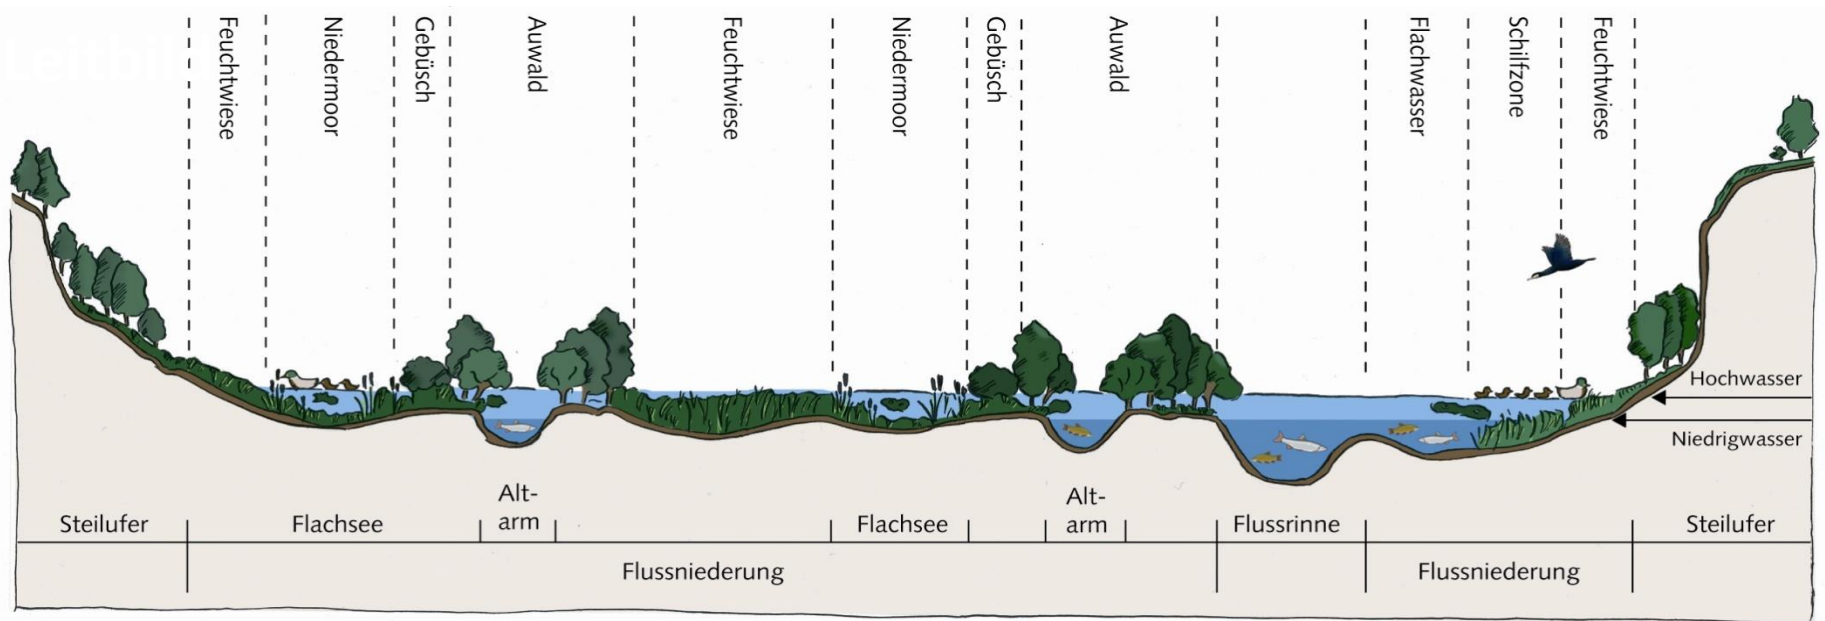 Leitbild
Feuchtwiese
Niedermoor
Gebüsch
Auwald
Feuchtwiese
Niedermoor
Gebüsch
Auwald
Flachwasser
Schilfzone
Feuchtwiese
Hochwasser
Niedrigwasser
Steilufer
Flachsee
Alt-
arm
Flachsee
Alt-
arm
Flussrinne
Steilufer
Flussniederung
Flussniederung